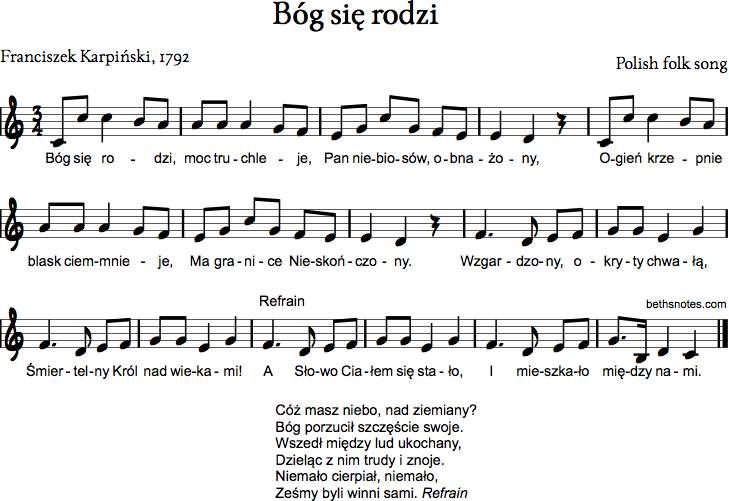 Bóg się rodzi
Franciszek Karpiński, 1792
Polish folk song
3
4
Bóg się ro - dzi, moc tru - chle - je, Pan nie - bio - sów, o - bna - żo - ny, O - gień krze - pnie
blask ciem - mnie - je, Ma gra - ni - ce Nie - skoń - czo - ny. Wzgar - dzo - ny, o - kry - ty chwa - łą,
bethsnotes.com
Refrain
Śmier - tel - ny Król nad wie - ka - mi! A Sło - wo Cia - łem się sta - ło, I mie - szka - ło mię - dzy na - mi.
Cóż masz niebo, nad ziemiany?
Bóg porzucił szczęście swoje.
Wszedł między lud ukochany,
Dzieląc z nim trudy i znoje.
Niemało cierpiał, niemało,
Ześmy byli winni sami. Refrain